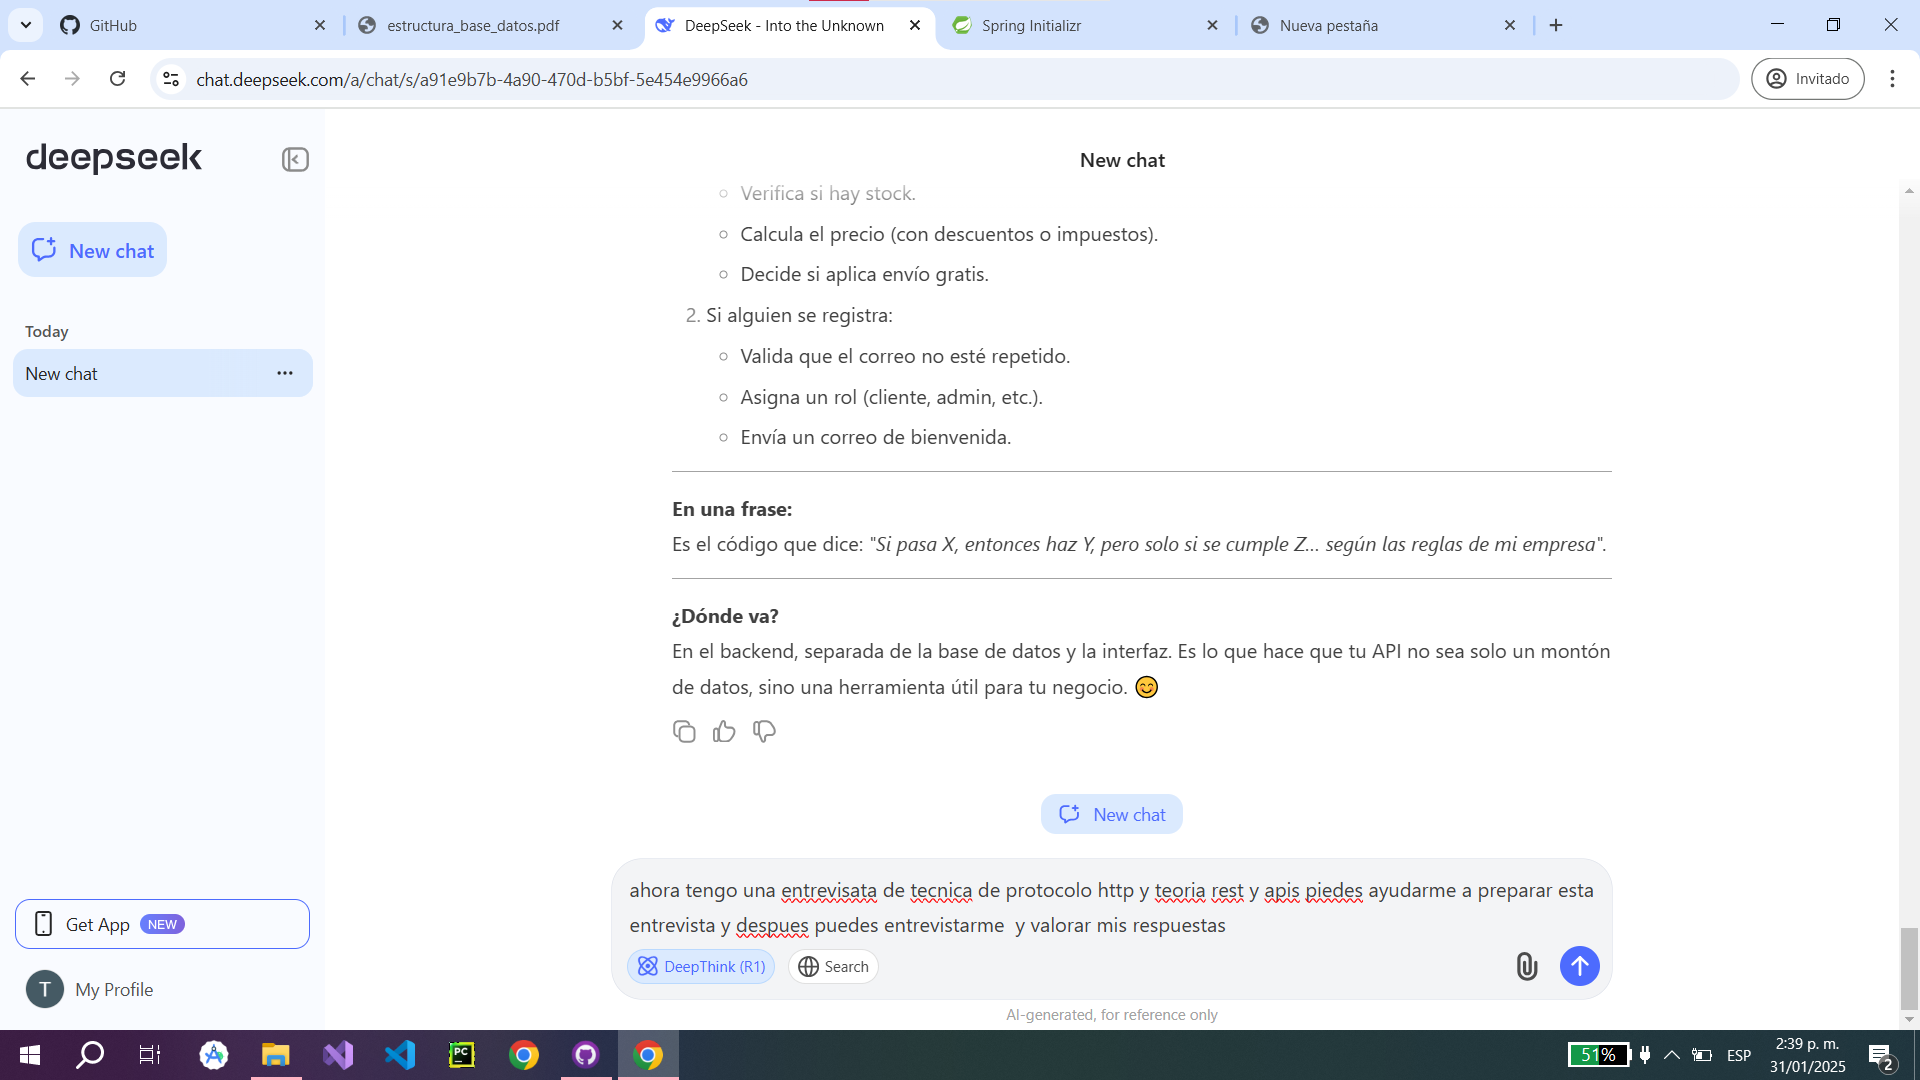 GitHub
estructura_base_datos.pdf
DeepSeek - Into the Unknown
Spring Initializr
Nueva pestaña
chat.deepseek.com/a/chat/s/a91e9b7b-4a90-470d-b5bf-5e454e9966a6
Invitado
deepseek
New chat
Today
New chat
New chat
Verifica si hay stock.
Calcula el precio (con descuentos o impuestos).
Decide si aplica envío gratis.
2. Si alguien se registra:
Valida que el correo no esté repetido.
Asigna un rol (cliente, admin, etc.).
Envía un correo de bienvenida.
En una frase:
Es el código que dice: "Si pasa X, entonces haz Y, pero solo si se cumple Z... según las reglas de mi empresa".
¿Dónde va?
En el backend, separada de la base de datos y la interfaz. Es lo que hace que tu API no sea solo un montón
de datos, sino una herramienta útil para tu negocio. 😊
New chat
ahora tengo una entrevisata de tecnica de protocolo http y teoria rest y apis piedes ayudarme a preparar esta
entrevista y despues puedes entrevistarme  y valorar mis respuestas
DeepThink (R1)
Search
AI-generated, for reference only
Get App NEW
T My Profile
PC
51%
ESP
2:39 p. m.
31/01/2025
2